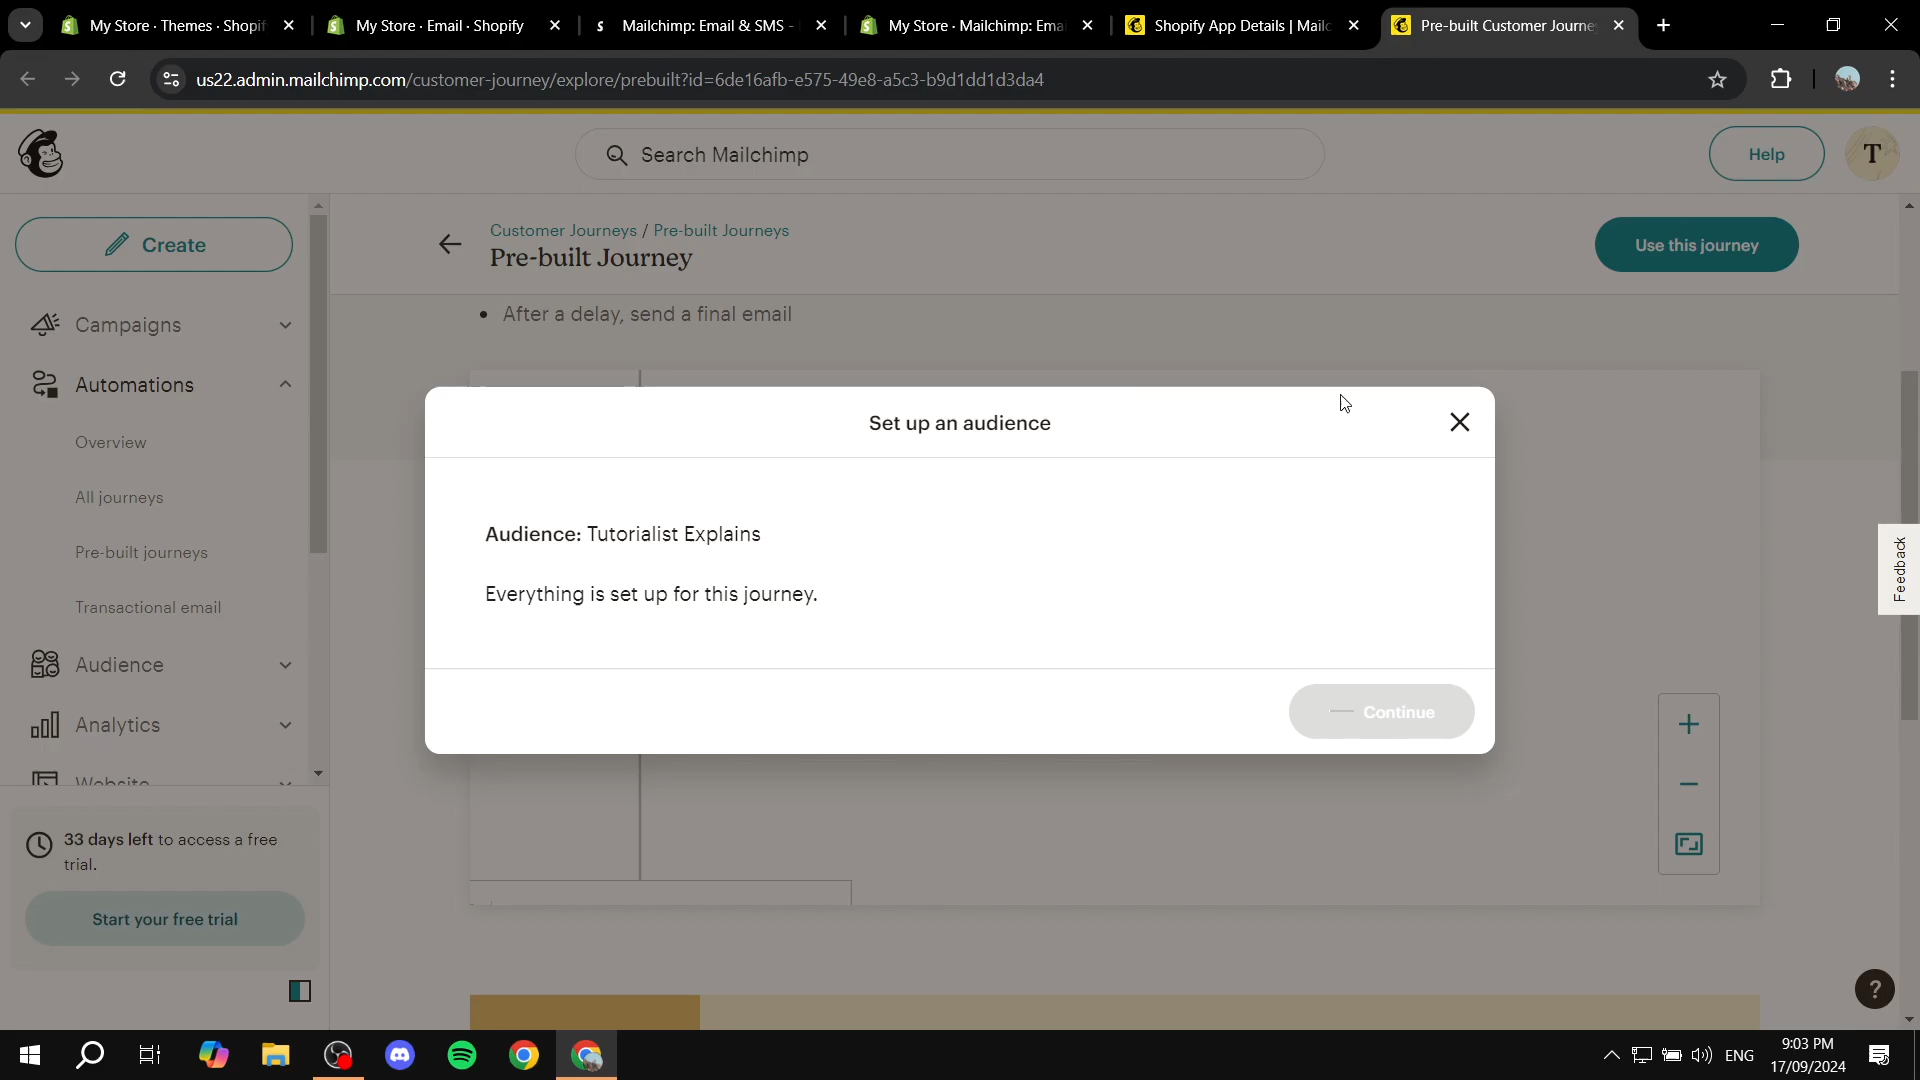 My Store · Themes · Shopif
My Store · Email · Shopify
Mailchimp: Email & SMS -
My Store · Mailchimp: Ema
Shopify App Details | Mailc
Pre-built Customer Journe
us22.admin.mailchimp.com/customer-journey/explore/prebuilt?id=6de16afb-e575-49e8-a5c3-b9d1dd1d3da4
Search Mailchimp
Help
T
Create
Customer Journeys / Pre-built Journeys
Pre-built Journey
Use this journey
Campaigns
After a delay, send a final email
Automations
Overview
All journeys
Pre-built journeys
Transactional email
Audience
Analytics
Website
Set up an audience
Audience: Tutorialist Explains
Everything is set up for this journey.
Continue
Feedback
33 days left to access a free
trial.
Start your free trial
?
ENG
9:03 PM
17/09/2024